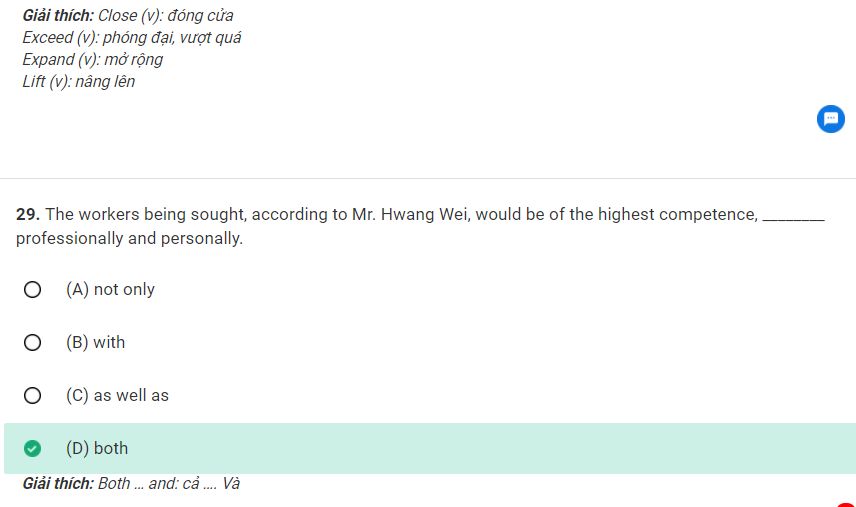 Giải thích: Close (v): đóng cửa
Exceed (v): phóng đại, vượt quá
Expand (v): mở rộng
Lift (v): nâng lên
29. The workers being sought, according to Mr. Hwang Wei, would be of the highest competence, ________
professionally and personally.
(A) not only
(B) with
(C) as well as
(D) both
Giải thích: Both ... and: cả .... Và